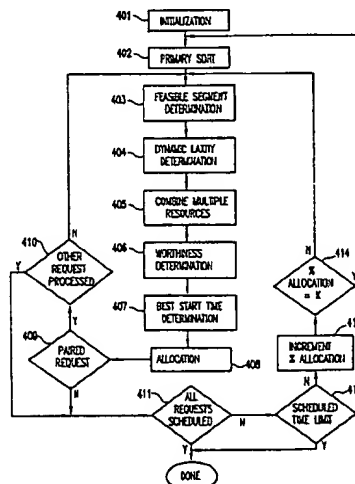 401
INITIALIZATION
402
PRIMARY SORT
403
FEASIBLE SEGMENT
DETERMINATION
404
DYNAMIC LAXITY
DETERMINATION
405
COMBINE MULTIPLE
RESOURCES
406
WORTHINESS
DETERMINATION
407
BEST START TIME
DETERMINATION
ALLOCATION
408
409
PAIRED
REQUEST
Y
N
410
OTHER
REQUEST
PROCESSED
Y
N
411
ALL
REQUESTS
SCHEDULED
N
Y
SCHEDULED
TIME LIMIT
N
Y
INCREMENT
% ALLOCATION
414
%
ALLOCATION
= X
N
Y
DONE